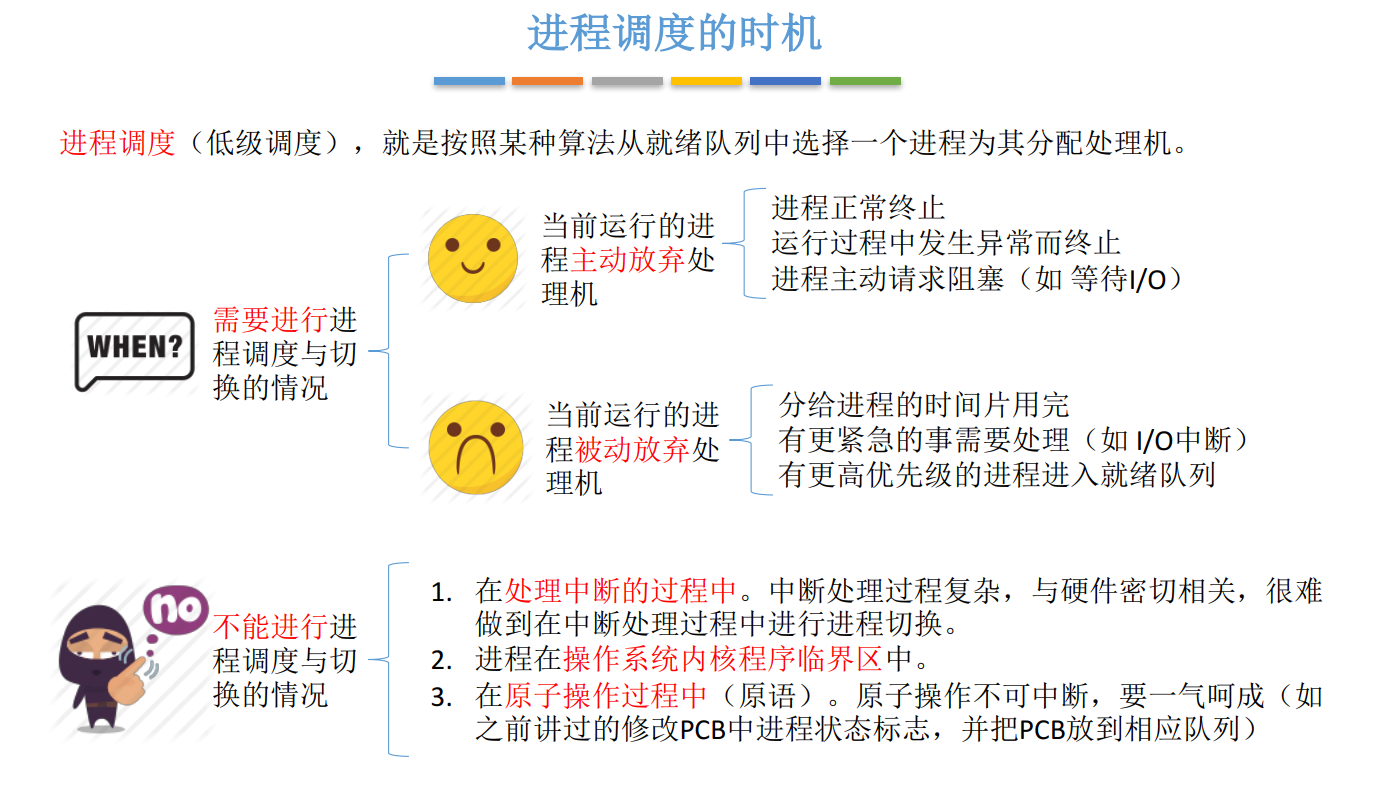 进程调度的时机
进程调度（低级调度），就是按照某种算法从就绪队列中选择一个进程为其分配处理机。
WHEN?
需要进行进
程调度与切
换的情况
当前运行的进
程主动放弃处
理机
进程正常终止
运行过程中发生异常而终止
进程主动请求阻塞（如 等待I/O）
当前运行的进
程被动放弃处
理机
分给进程的时间片用完
有更紧急的事需要处理（如 I/O中断）
有更高优先级的进程进入就绪队列
no
不能进行进
程调度与切
换的情况
1. 在处理中断的过程中。中断处理过程复杂，与硬件密切相关，很难
做到在中断处理过程中进行进程切换。
2. 进程在操作系统内核程序临界区中。
3. 在原子操作过程中（原语）。原子操作不可中断，要一气呵成（如
之前讲过的修改PCB中进程状态标志，并把PCB放到相应队列）